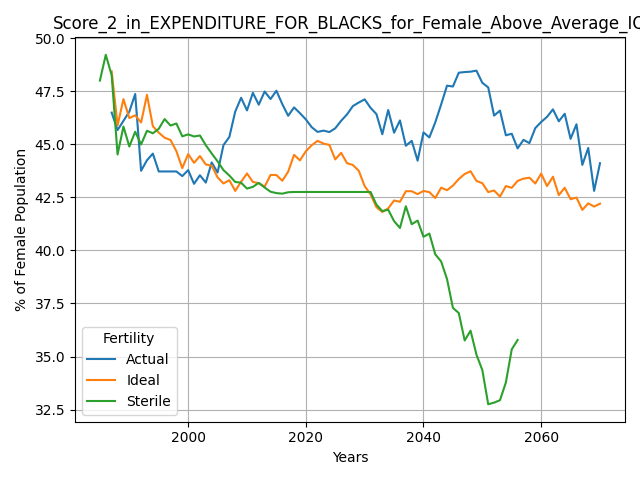 Score_2_in_EXPENDITURE_FOR_BLACKS_for_Female_Above_Average_IQ
50.0
47.5
45.0
42.5
40.0
37.5
35.0
32.5
% of Female Population
Fertility
Actual
Ideal
Sterile
2000 2020 2040 2060
Years